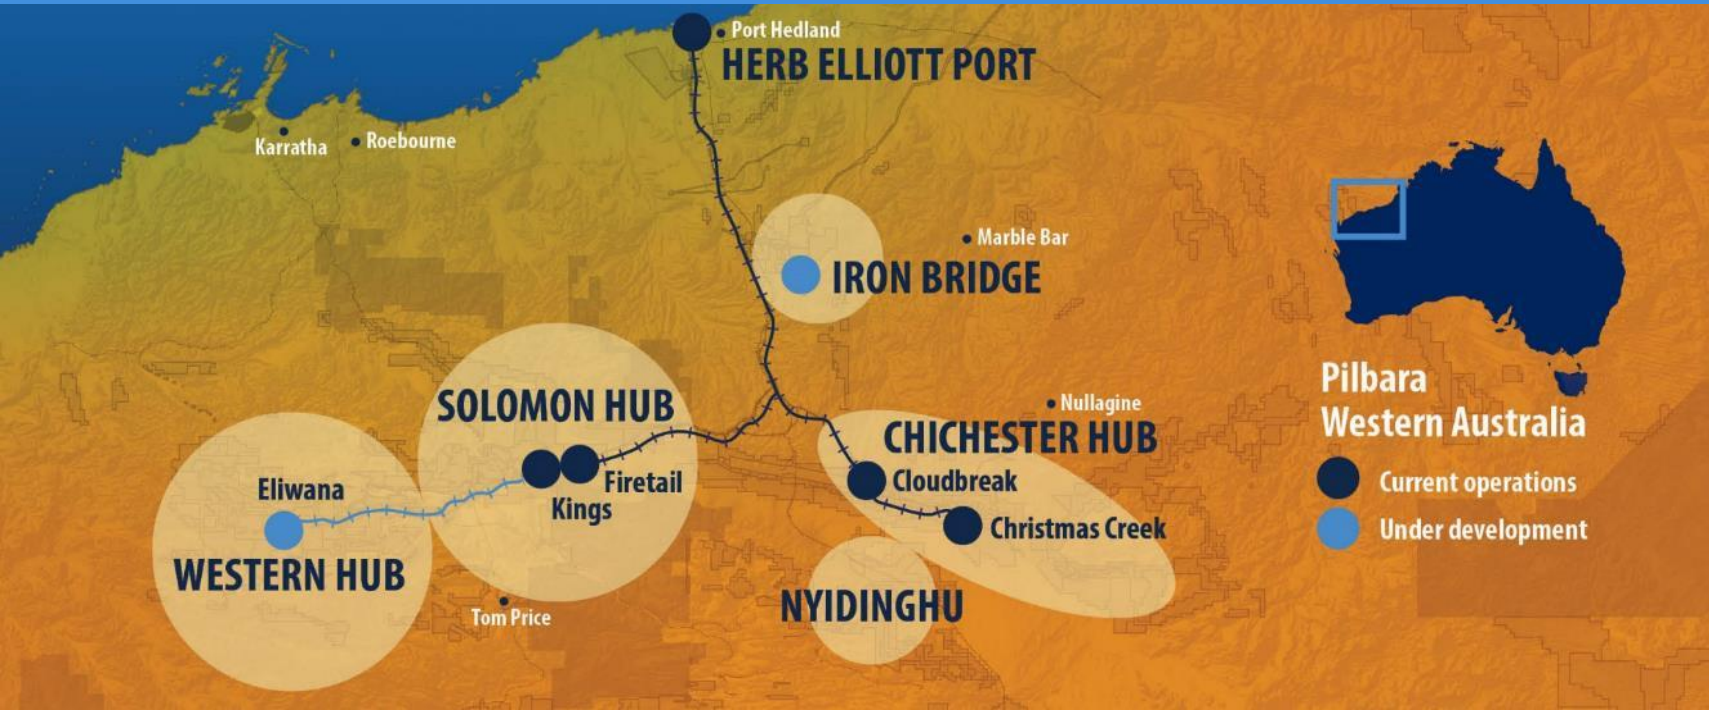 Port Hedland
HERB ELLIOTT PORT
Karratha
Roebourne
Marble Bar
IRON BRIDGE
Pilbara
Western Australia
SOLOMON HUB
Nullagine
CHICHESTER HUB
Eliwana
Firetail
Kings
Cloudbreak
Current operations
Christmas Creek
Under development
WESTERN HUB
Tom Price
NYIDINGHU